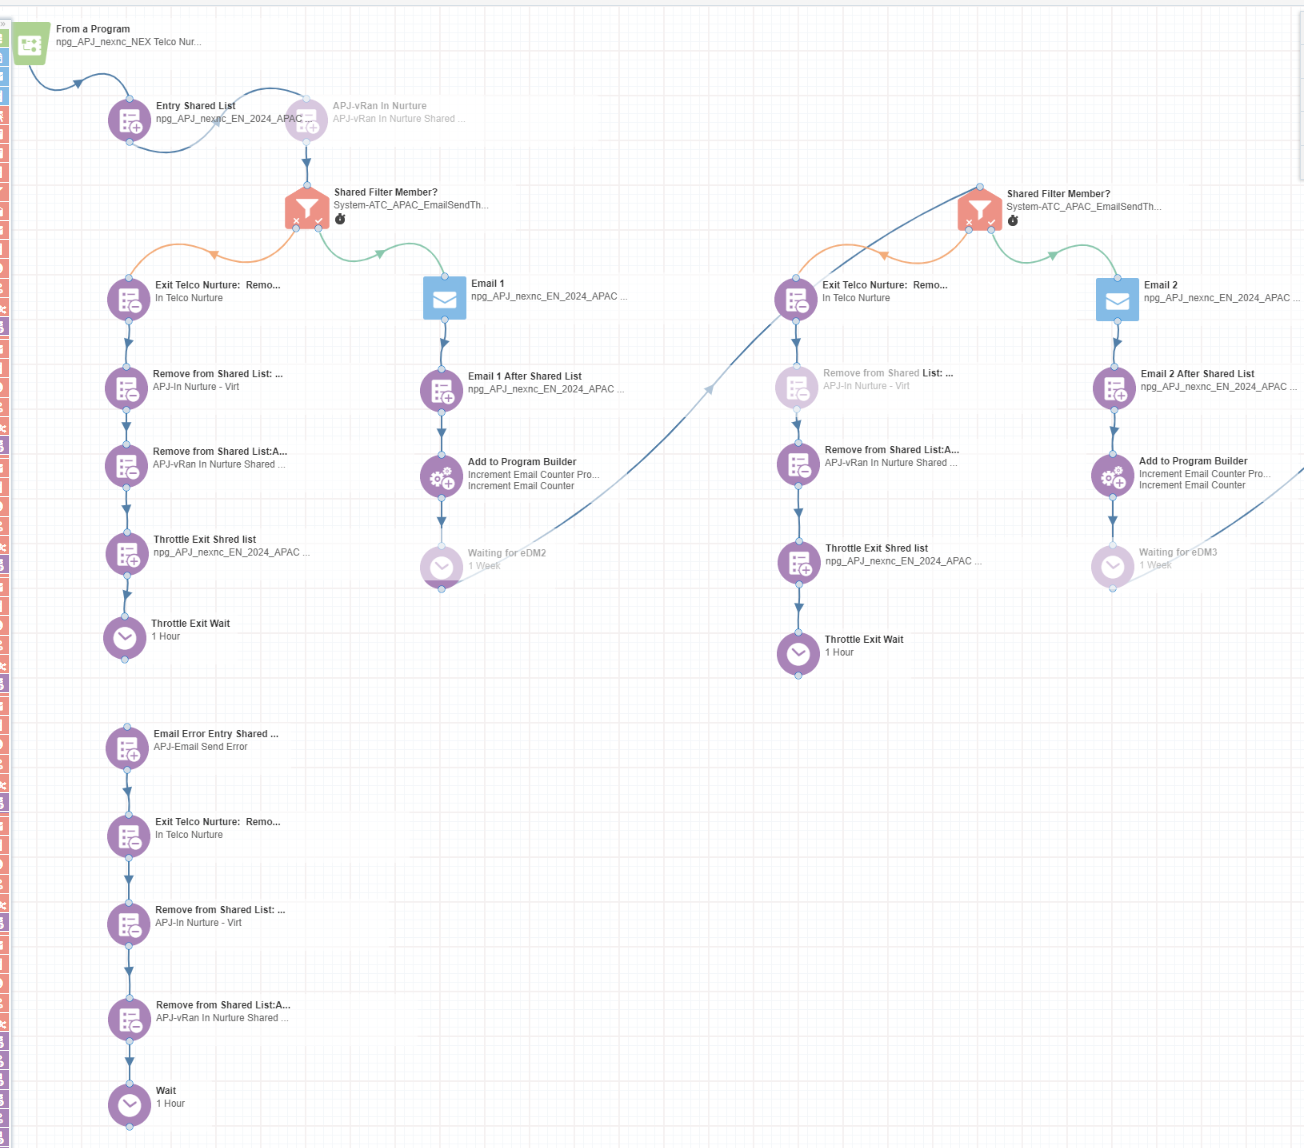 From a Program
npg_APJ_nexnc_NEX Telco Nur...
Entry Shared List
npg_APJ_nexnc_EN_2024_APAC ...
APJ-vRan In Nurture
APJ-vRan In Nurture Shared ...
Shared Filter Member?
System-ATC_APAC_EmailSendTh...
Exit Telco Nurture:  Remo...
In Telco Nurture
Email 1
npg_APJ_nexnc_EN_2024_APAC ...
Remove from Shared List: ...
APJ-In Nurture - Virt
Email 1 After Shared List
npg_APJ_nexnc_EN_2024_APAC ...
Remove from Shared List:A...
APJ-vRan In Nurture Shared ...
Add to Program Builder
Increment Email Counter Pro...
Increment Email Counter
Throttle Exit Shred list
npg_APJ_nexnc_EN_2024_APAC ...
Waiting for eDM2
1 Week
Throttle Exit Wait
1 Hour
Shared Filter Member?
System-ATC_APAC_EmailSendTh...
Exit Telco Nurture:  Remo...
In Telco Nurture
Email 2
npg_APJ_nexnc_EN_2024_APAC ...
Remove from Shared List: ...
APJ-In Nurture - Virt
Email 2 After Shared List
npg_APJ_nexnc_EN_2024_APAC ...
Remove from Shared List:A...
APJ-vRan In Nurture Shared ...
Add to Program Builder
Increment Email Counter Pro...
Increment Email Counter
Throttle Exit Shred list
npg_APJ_nexnc_EN_2024_APAC ...
Waiting for eDM3
1 Week
Throttle Exit Wait
1 Hour
Email Error Entry Shared ...
APJ-Email Send Error
Exit Telco Nurture:  Remo...
In Telco Nurture
Remove from Shared List: ...
APJ-In Nurture - Virt
Remove from Shared List:A...
APJ-vRan In Nurture Shared ...
Wait
1 Hour